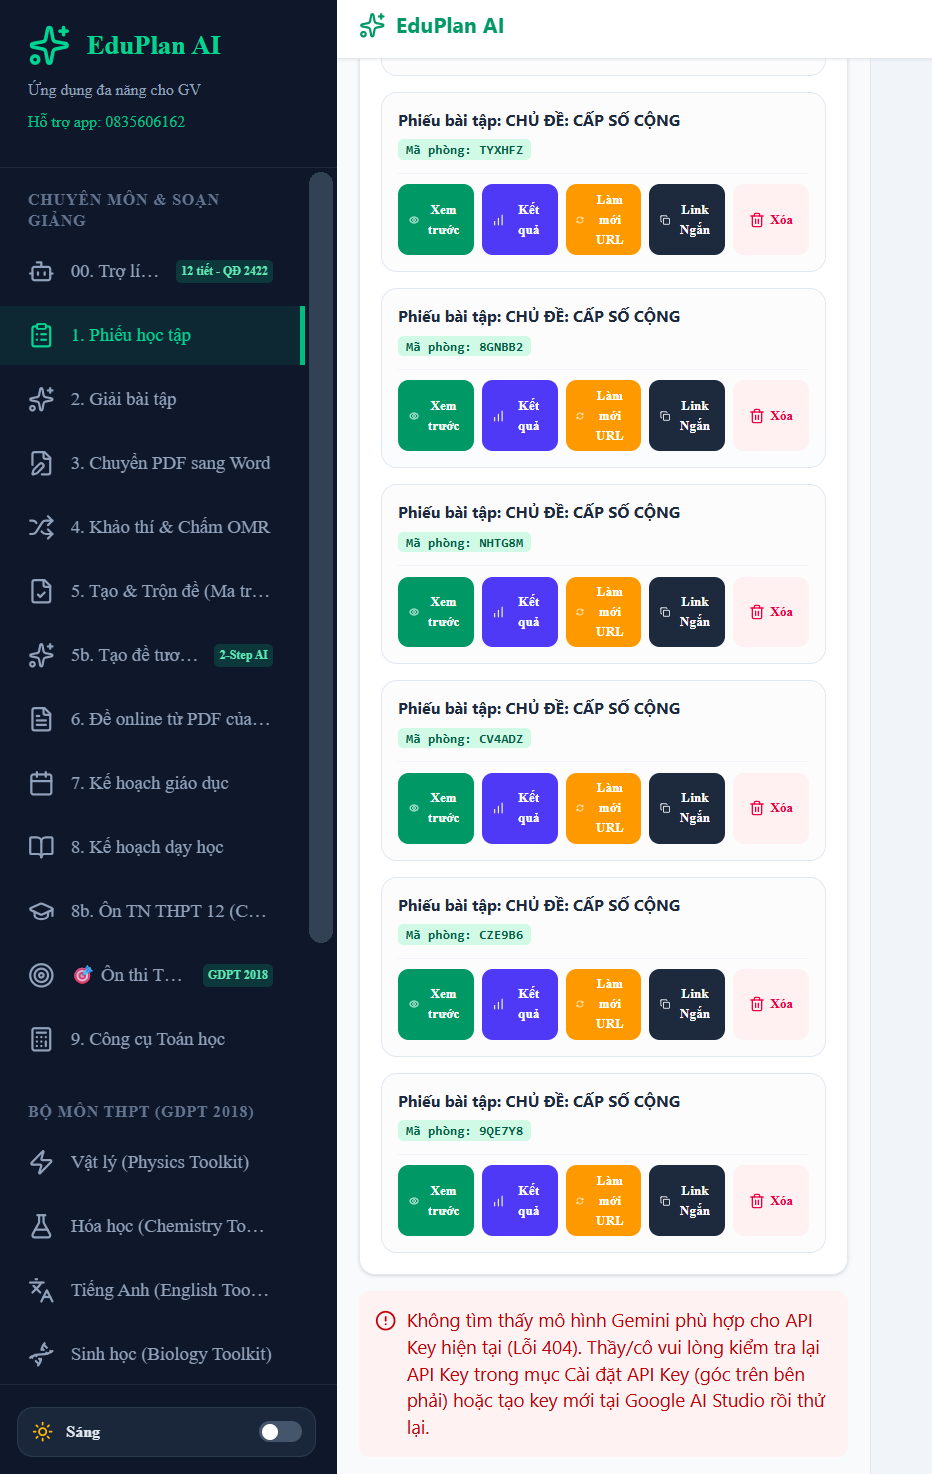 EduPlan AI
Ứng dụng đa năng cho GV
Hỗ trợ app: 0835606162
CHUYÊN MÔN & SOẠN
GIẢNG
00. Trợ lí... 12 tiết - QĐ 2422
1. Phiếu học tập
2. Giải bài tập
3. Chuyển PDF sang Word
4. Khảo thí & Chấm OMR
5. Tạo & Trộn đề (Ma tr...
5b. Tạo đề tươ... 2-Step AI
6. Đề online từ PDF của...
7. Kế hoạch giáo dục
8. Kế hoạch dạy học
8b. Ôn TN THPT 12 (C...
Ôn thi T... GDPT 2018
9. Công cụ Toán học
BỘ MÔN THPT (GDPT 2018)
Vật lý (Physics Toolkit)
Hóa học (Chemistry To...
Tiếng Anh (English Too...
Sinh học (Biology Toolkit)
Sáng
EduPlan AI
Phiếu bài tập: CHỦ ĐỀ: CẤP SỐ CỘNG
Mã phòng: TYXHFZ
Xem trước
Kết quả
Làm mới URL
Link Ngắn
Xóa
Phiếu bài tập: CHỦ ĐỀ: CẤP SỐ CỘNG
Mã phòng: 8GNBB2
Xem trước
Kết quả
Làm mới URL
Link Ngắn
Xóa
Phiếu bài tập: CHỦ ĐỀ: CẤP SỐ CỘNG
Mã phòng: NHTG8M
Xem trước
Kết quả
Làm mới URL
Link Ngắn
Xóa
Phiếu bài tập: CHỦ ĐỀ: CẤP SỐ CỘNG
Mã phòng: CV4ADZ
Xem trước
Kết quả
Làm mới URL
Link Ngắn
Xóa
Phiếu bài tập: CHỦ ĐỀ: CẤP SỐ CỘNG
Mã phòng: CZE9B6
Xem trước
Kết quả
Làm mới URL
Link Ngắn
Xóa
Phiếu bài tập: CHỦ ĐỀ: CẤP SỐ CỘNG
Mã phòng: 9QE7Y8
Xem trước
Kết quả
Làm mới URL
Link Ngắn
Xóa
Không tìm thấy mô hình Gemini phù hợp cho API
Key hiện tại (Lỗi 404). Thầy/cô vui lòng kiểm tra lại
API Key trong mục Cài đặt API Key (góc trên bên
phải) hoặc tạo key mới tại Google AI Studio rồi thử
lại.